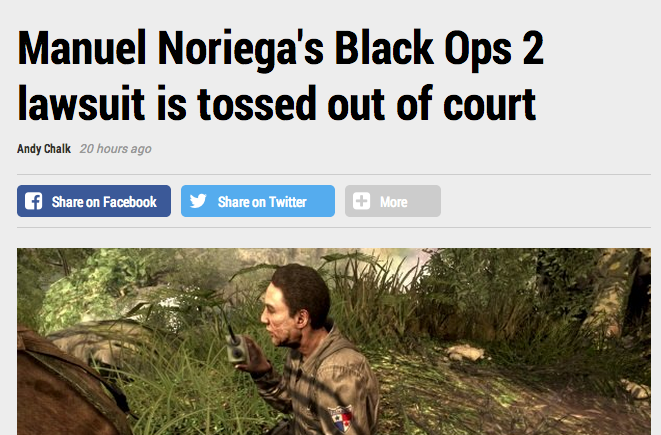 Manuel Noriega's Black Ops 2
lawsuit is tossed out of court
Andy Chalk 20 hours ago
Share on Facebook Share on Twitter More